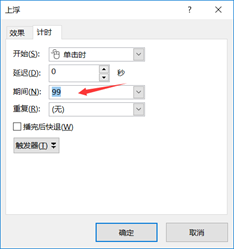 上浮
效果 计时
开始(S): 单击时
延迟(D): 0 秒
期间(N): 99
重复(R): (无)
播完后快退(W)
触发器(T)
确定 取消